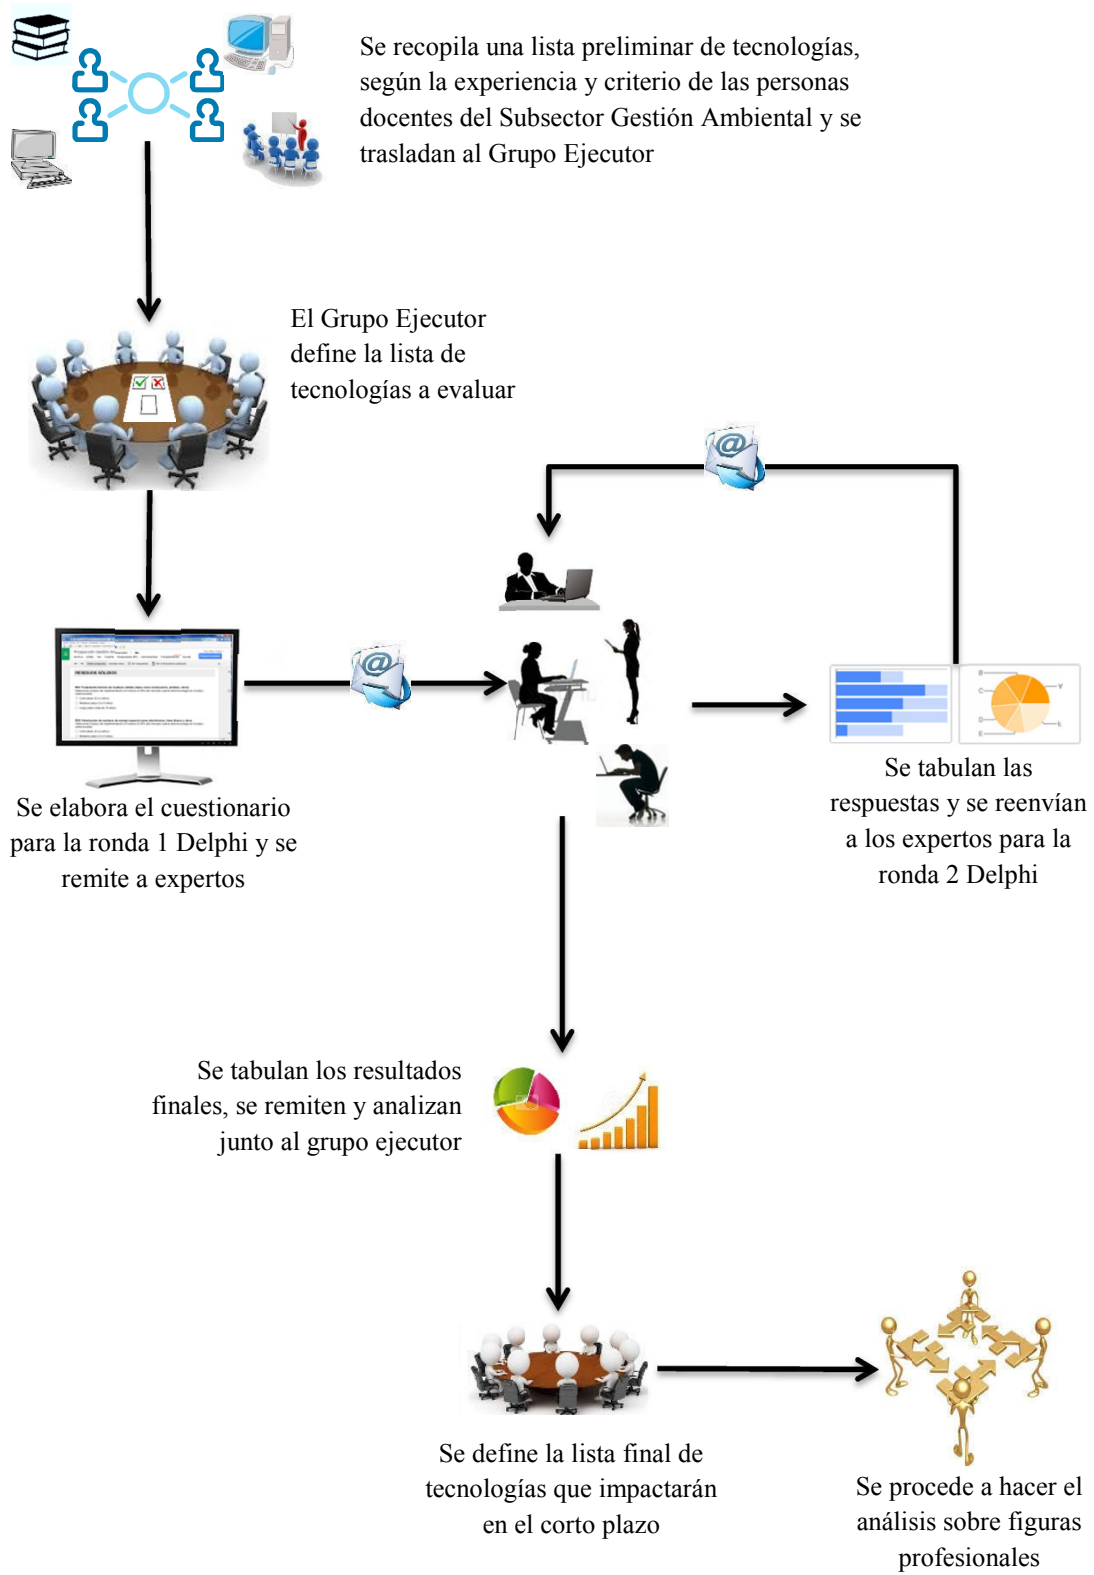 Se recopila una lista preliminar de tecnologías,
según la experiencia y criterio de las personas
docentes del Subsector Gestión Ambiental y se
trasladan al Grupo Ejecutor
El Grupo Ejecutor
define la lista de
tecnologías a evaluar
RESIDUOS SÓLIDOS
Se elabora el cuestionario
para la ronda 1 Delphi y se
remite a expertos
Se tabulan las
respuestas y se reenvían
a los expertos para la
ronda 2 Delphi
Se tabulan los resultados
finales, se remiten y analizan
junto al grupo ejecutor
Se define la lista final de
tecnologías que impactarán
en el corto plazo
Se procede a hacer el
análisis sobre figuras
profesionales